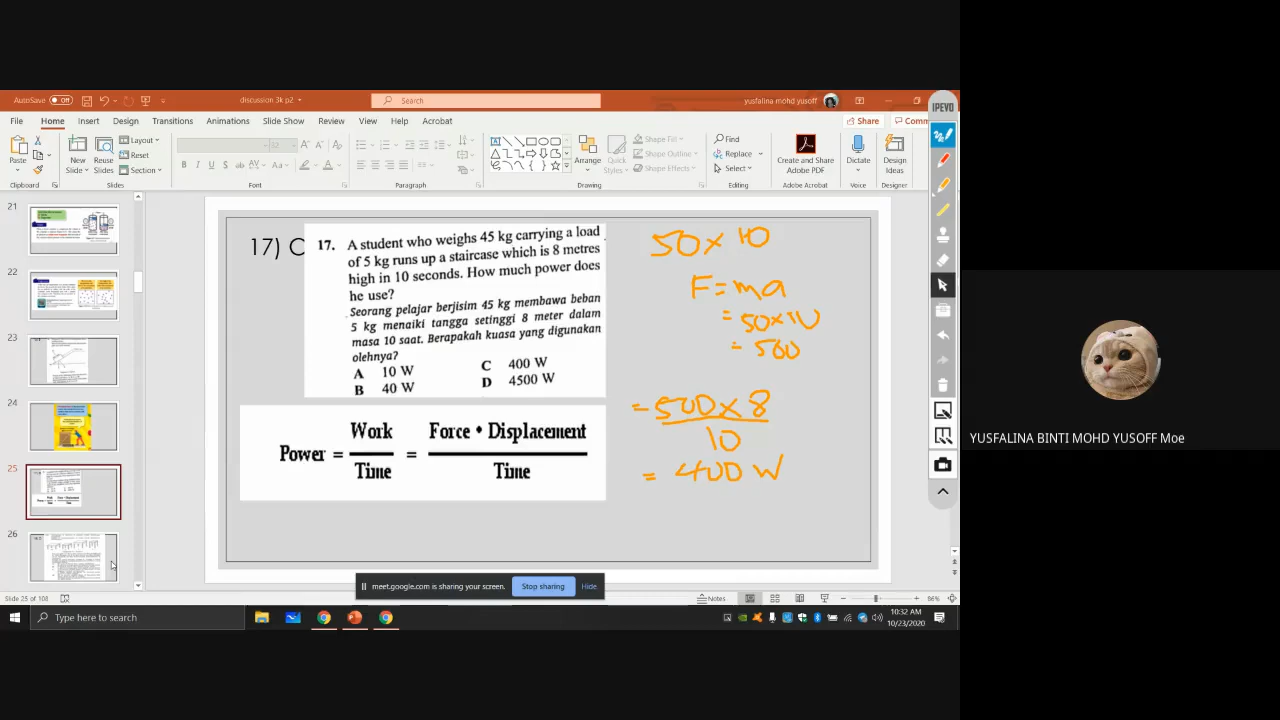 AutoSave Off
discussion 3k p2
Search
yusfalina mohd yusoff
IPEVO
File Home Insert Design Transitions Animations Slide Show Review View Help Acrobat
Share
Comm
Paste
New Slide
Reuse Slides
Layout
Reset
Section
Shape Fill
Shape Outline
Shape Effects
Arrange
Quick Styles
Find
Replace
Select
Create and Share Adobe PDF
Dictate
Design Ideas
Clipboard Slides Font Paragraph Drawing Editing Adobe Acrobat Voice Designer
21
22
23
24
25
26
17) C
17. A student who weighs 45 kg carrying a load
of 5 kg runs up a staircase which is 8 metres
high in 10 seconds. How much power does
he use?
Seorang pelajar berjisim 45 kg membawa beban
5 kg menaiki tangga setinggi 8 meter dalam
masa 10 saat. Berapakah kuasa yang digunakan
olehnya?
A 10 W C 400 W
B 40 W D 4500 W
Power = Work / Time = Force • Displacement / Time
50 × 10
F = ma
= 50×10
= 500
= 500 × 8
10
= 400 W
YUSFALINA BINTI MOHD YUSOFF Moe
meet.google.com is sharing your screen. Stop sharing Hide
Slide 25 of 108
Notes
86%
Type here to search
10:32 AM
10/23/2020